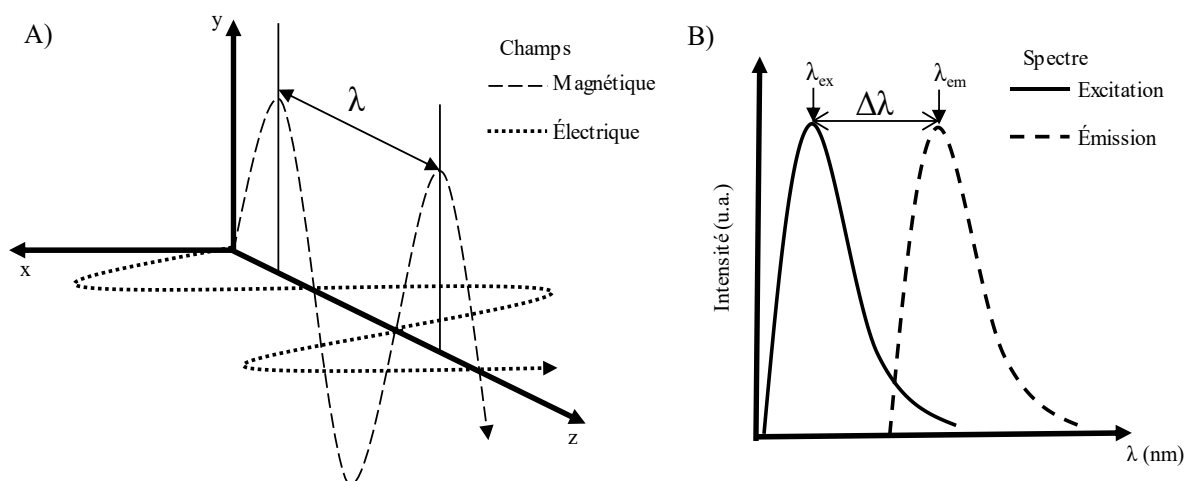 A)
y
Champs
Magnétique
Électrique
λ
x
z
B)
λex
λem
Δλ
Spectre
Excitation
Émission
Intensité (u.a.)
λ (nm)